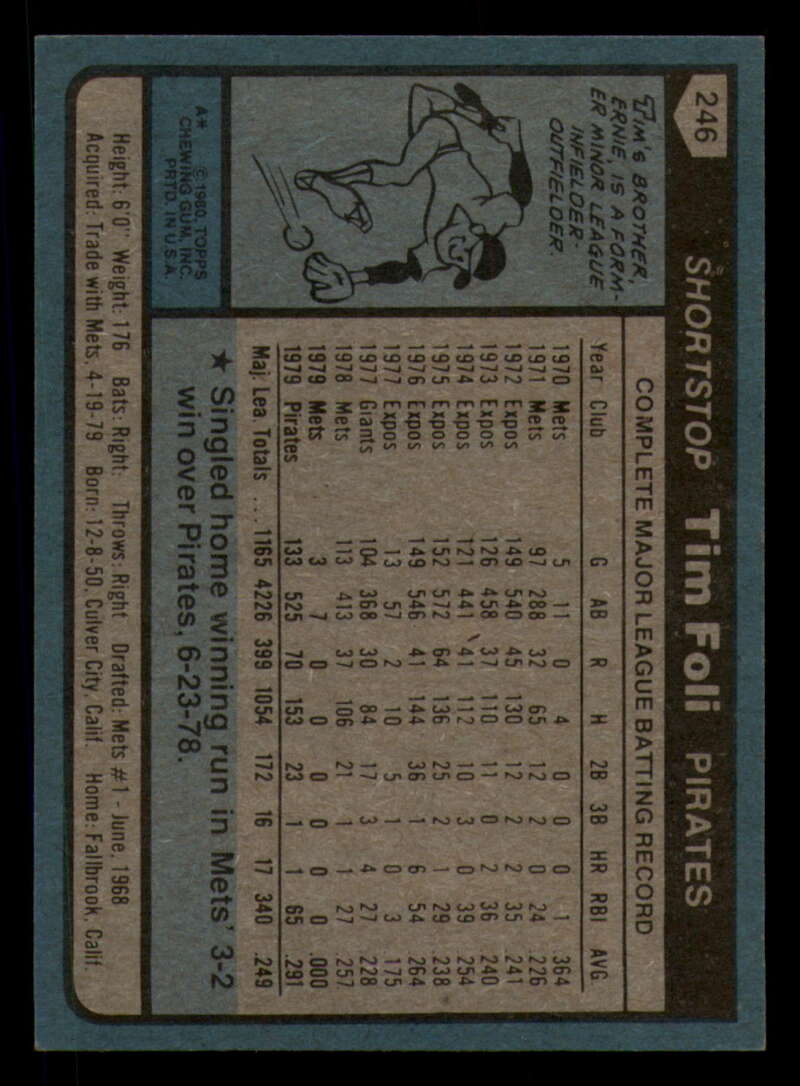 246
SHORTSTOP Tim Foli PIRATES
TIM'S BROTHER,
ERNIE, IS A FORM-
ER MINOR LEAGUE
INFIELDER-
OUTFIELDER.
A* © 1980 TOPPS
CHEWING GUM, INC.
PRTD. IN U.S.A.
COMPLETE MAJOR LEAGUE BATTING RECORD
Year Club G AB R H 2B 3B HR RBI AVG
1970 Mets 5 11 0 4 0 0 0 1 .364
1971 Mets 97 288 32 65 12 2 0 24 .226
1972 Expos 149 540 45 130 12 2 2 35 .241
1973 Expos 126 458 37 110 11 0 2 36 .240
1974 Expos 121 441 41 112 10 3 0 39 .254
1975 Expos 152 572 64 136 25 2 1 29 .238
1976 Expos 149 546 41 144 36 1 6 54 .264
1977 Expos 13 57 2 10 5 1 0 3 .175
1977 Giants 104 368 30 84 17 3 4 27 .228
1978 Mets 113 413 37 106 21 1 1 27 .257
1979 Mets 3 7 0 0 0 0 0 0 .000
1979 Pirates 133 525 70 153 23 1 1 65 .291
Maj. Lea. Totals ... 1165 4226 399 1054 172 16 17 340 .249
★ Singled home winning run in Mets' 3-2
win over Pirates, 6-23-78.
Height: 6'0" Weight: 176 Bats: Right Throws: Right Drafted: Mets #1 - June, 1968
Acquired: Trade with Mets, 4-19-79 Born: 12-8-50, Culver City, Calif. Home: Fallbrook, Calif.